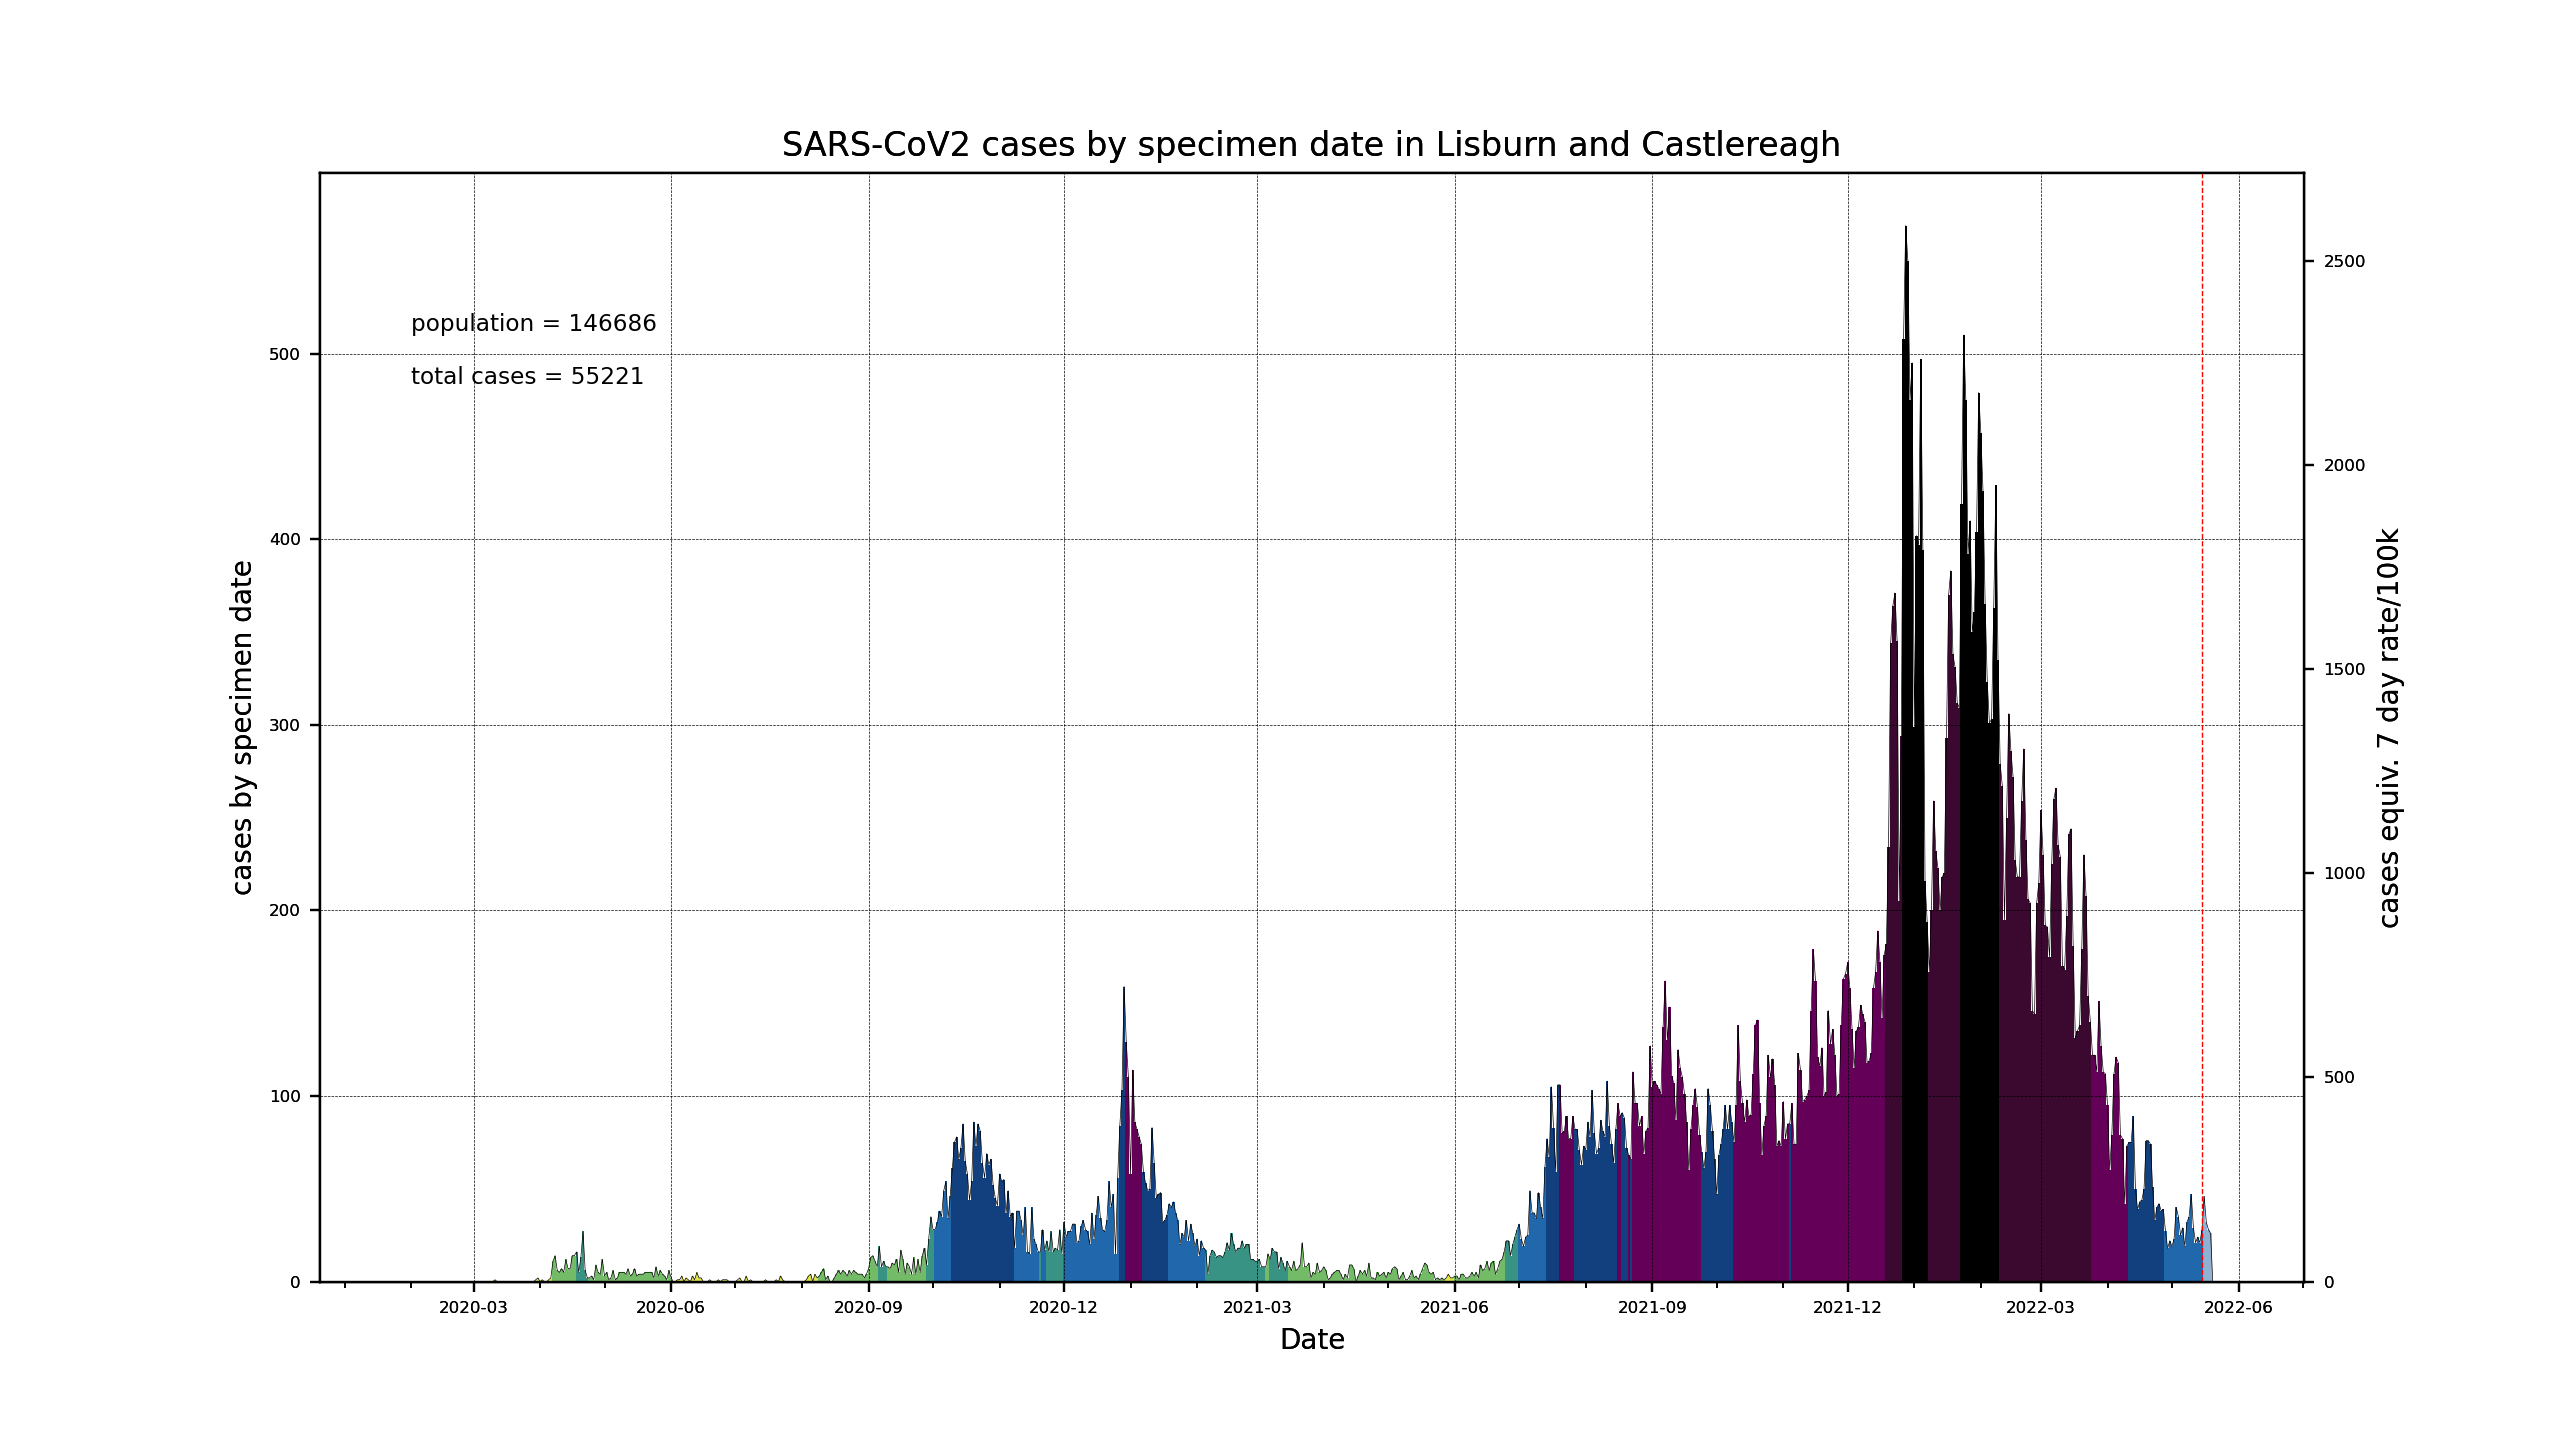 SARS-CoV2 cases by specimen date in Lisburn and Castlereagh
population = 146686
total cases = 55221
cases by specimen date
500
400
300
200
100
0
2500
2000
1500
1000
500
0
cases equiv. 7 day rate/100k
2020-03 2020-06 2020-09 2020-12 2021-03 2021-06 2021-09 2021-12 2022-03 2022-06
Date